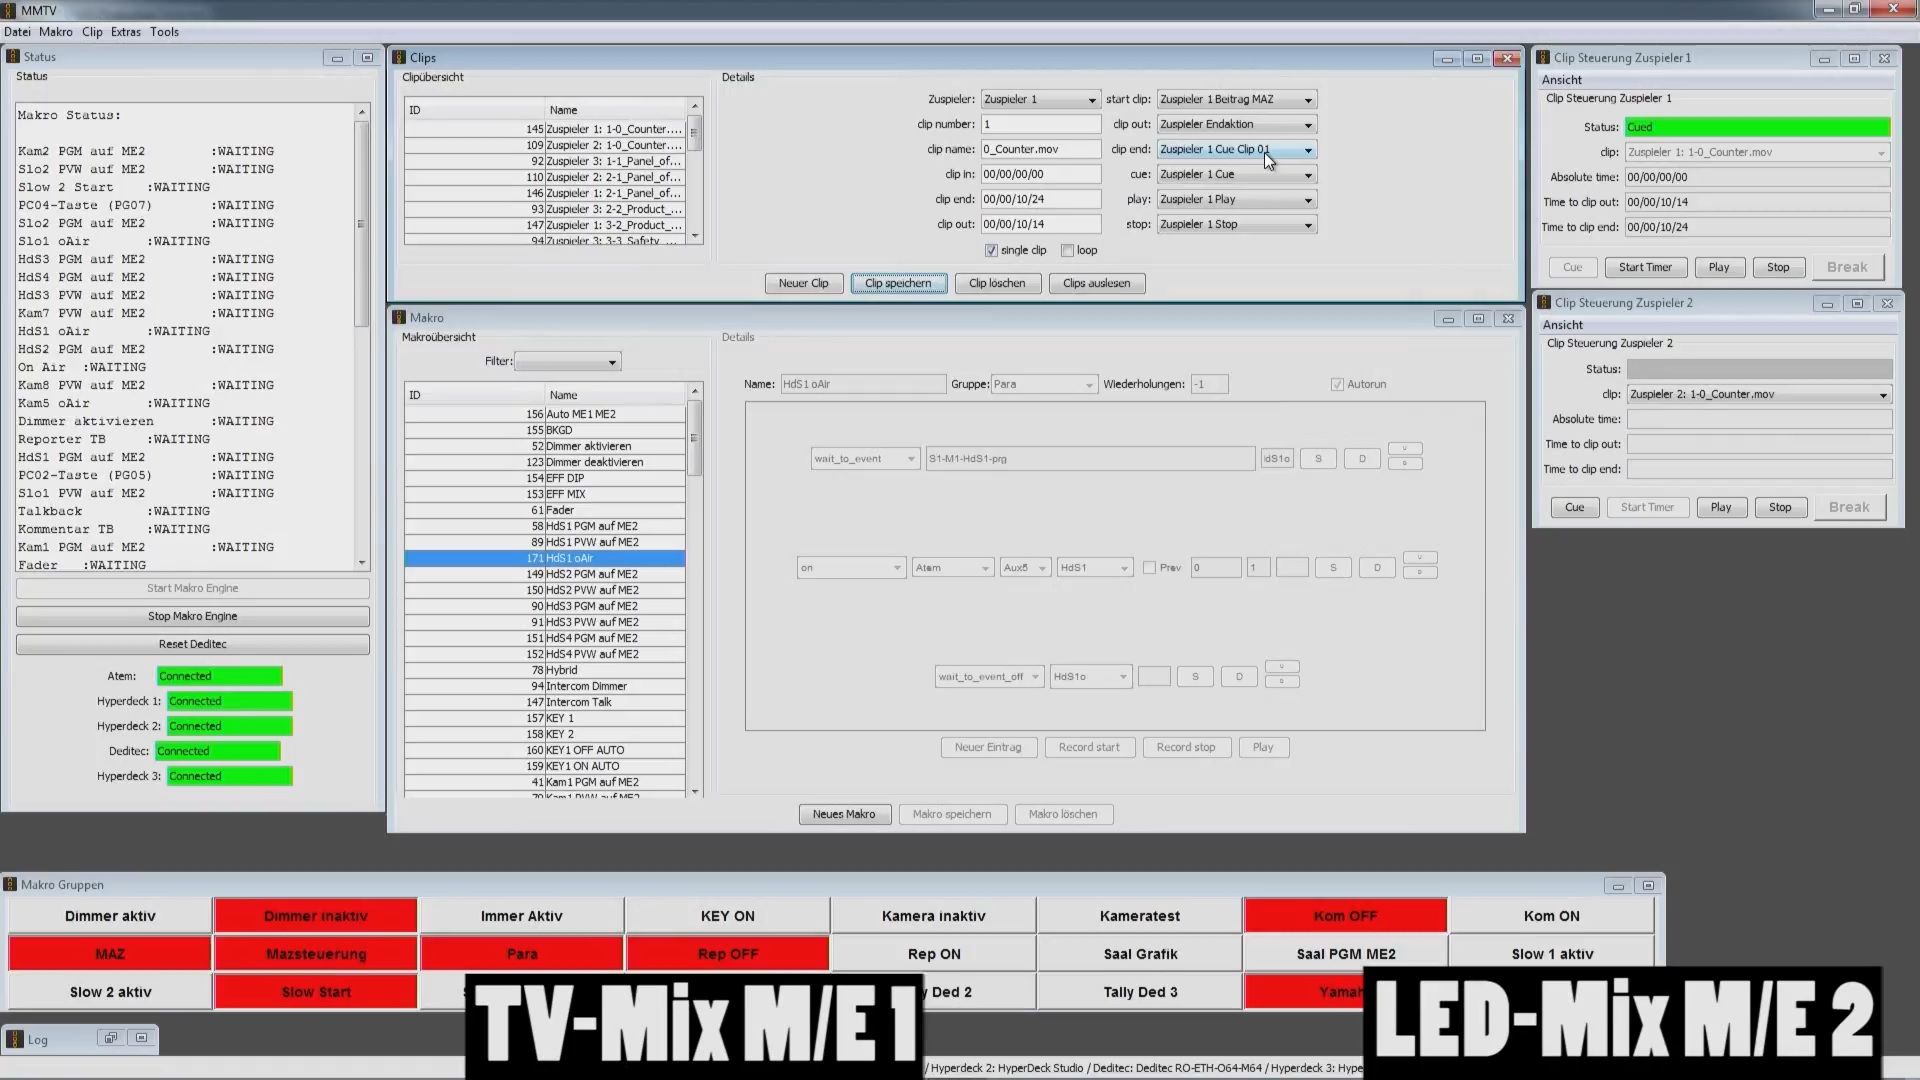 MMTV
Datei Makro Clip Extras Tools
Status
Status
Makro Status:
Kam2 PGM auf ME2 :WAITING
Slo2 PVW auf ME2 :WAITING
Slow 2 Start :WAITING
PC04-Taste (PG07) :WAITING
Slo2 PGM auf ME2 :WAITING
Slo1 oAir :WAITING
HdS3 PGM auf ME2 :WAITING
HdS4 PGM auf ME2 :WAITING
HdS3 PVW auf ME2 :WAITING
Kam7 PVW auf ME2 :WAITING
HdS1 oAir :WAITING
HdS2 PGM auf ME2 :WAITING
On Air :WAITING
Kam8 PVW auf ME2 :WAITING
Kam5 oAir :WAITING
Dimmer aktivieren :WAITING
Reporter TB :WAITING
HdS1 PGM auf ME2 :WAITING
PC02-Taste (PG05) :WAITING
Slo1 PVW auf ME2 :WAITING
Talkback :WAITING
Kommentar TB :WAITING
Kam1 PGM auf ME2 :WAITING
Fader :WAITING
Start Makro Engine
Stop Makro Engine
Reset Deditec
Atem: Connected
Hyperdeck 1: Connected
Hyperdeck 2: Connected
Deditec: Connected
Hyperdeck 3: Connected
Clips
Clipübersicht
ID Name
145 Zuspieler 1: 1-0_Counter....
109 Zuspieler 2: 1-0_Counter....
92 Zuspieler 3: 1-1_Panel_of...
110 Zuspieler 2: 2-1_Panel_of...
146 Zuspieler 1: 2-1_Panel_of...
93 Zuspieler 3: 2-2_Product_...
147 Zuspieler 1: 3-2_Product_...
94 Zuspieler 3: 3-3_Safety_...
Details
Zuspieler: Zuspieler 1 start clip: Zuspieler 1 Beitrag MAZ
clip number: 1 clip out: Zuspieler Endaktion
clip name: 0_Counter.mov clip end: Zuspieler 1 Cue Clip 01
clip in: 00/00/00/00 cue: Zuspieler 1 Cue
clip end: 00/00/10/24 play: Zuspieler 1 Play
clip out: 00/00/10/14 stop: Zuspieler 1 Stop
single clip loop
Neuer Clip Clip speichern Clip löschen Clips auslesen
Makro
Makroübersicht
Filter:
ID Name
156 Auto ME1 ME2
155 BKGD
52 Dimmer aktivieren
123 Dimmer deaktivieren
154 EFF DIP
153 EFF MIX
61 Fader
58 HdS1 PGM auf ME2
89 HdS1 PVW auf ME2
171 HdS1 oAir
149 HdS2 PGM auf ME2
150 HdS2 PVW auf ME2
90 HdS3 PGM auf ME2
91 HdS3 PVW auf ME2
151 HdS4 PGM auf ME2
152 HdS4 PVW auf ME2
78 Hybrid
94 Intercom Dimmer
147 Intercom Talk
157 KEY 1
158 KEY 2
160 KEY1 OFF AUTO
159 KEY1 ON AUTO
41 Kam1 PGM auf ME2
79 Kam1 PVW auf ME2
Details
Name: HdS1 oAir Gruppe: Para Wiederholungen: -1 Autorun
wait_to_event S1-M1-HdS1-prg idS1o S D U D
on Atem Aux5 HdS1 Prev 0 1 S D U D
wait_to_event_off HdS1o S D U D
Neuer Eintrag Record start Record stop Play
Neues Makro Makro speichern Makro löschen
Clip Steuerung Zuspieler 1
Ansicht
Clip Steuerung Zuspieler 1
Status: Cued
clip: Zuspieler 1: 1-0_Counter.mov
Absolute time: 00/00/00/00
Time to clip out: 00/00/10/14
Time to clip end: 00/00/10/24
Cue Start Timer Play Stop Break
Clip Steuerung Zuspieler 2
Ansicht
Clip Steuerung Zuspieler 2
Status:
clip: Zuspieler 2: 1-0_Counter.mov
Absolute time:
Time to clip out:
Time to clip end:
Cue Start Timer Play Stop Break
Makro Gruppen
Dimmer aktiv Dimmer inaktiv Immer Aktiv KEY ON Kamera inaktiv Kameratest Kom OFF Kom ON
MAZ Mazsteuerung Para Rep OFF Rep ON Saal Grafik Saal PGM ME2 Slow 1 aktiv
Slow 2 aktiv Slow Start Ded 2 Tally Ded 3
TV-Mix M/E 1
LED-Mix M/E 2
Log
/ Hyperdeck 2: HyperDeck Studio / Deditec: Deditec RO-ETH-O64-M64 / Hyperdeck 3: Hype